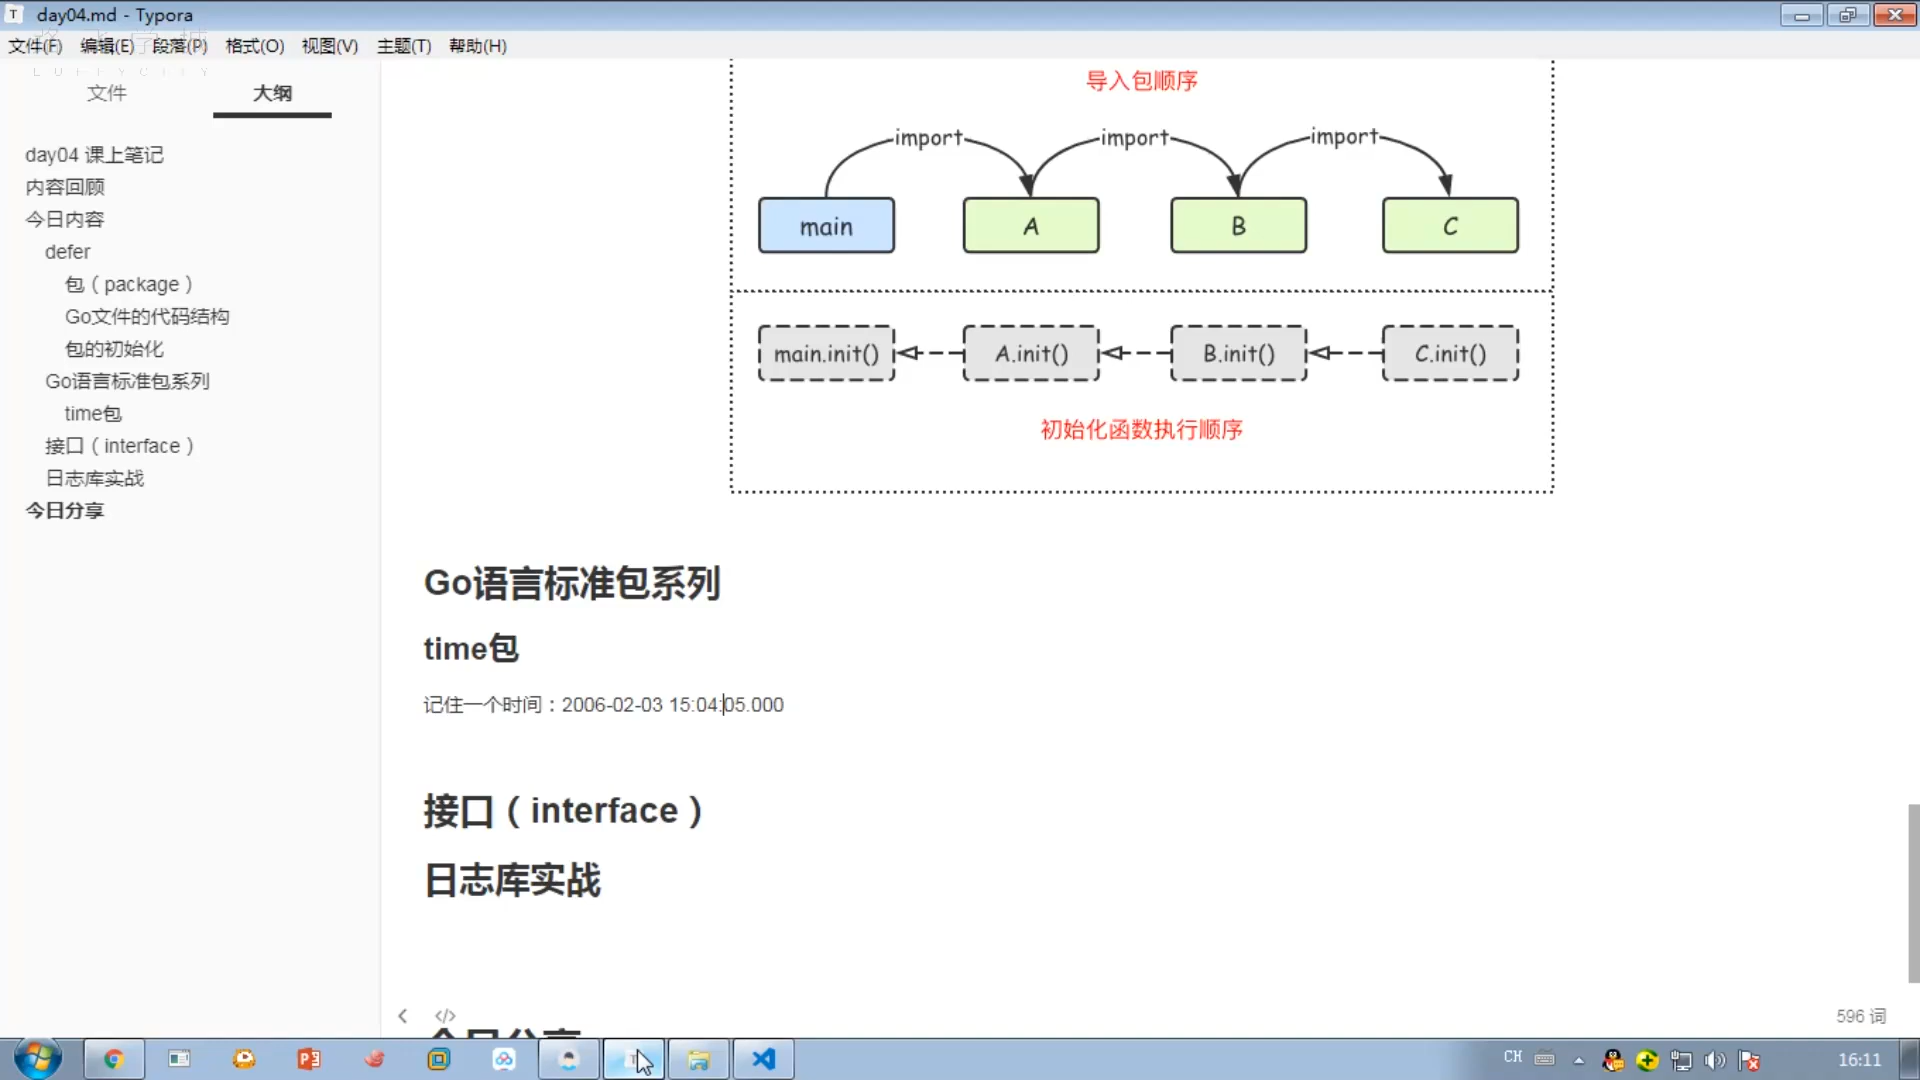 day04.md - Typora
文件(F) 编辑(E) 段落(P) 格式(O) 视图(V) 主题(T) 帮助(H)
LUFFYCITY
文件 大纲
day04 课上笔记
内容回顾
今日内容
defer
包（package）
Go文件的代码结构
包的初始化
Go语言标准包系列
time包
接口（interface）
日志库实战
今日分享
导入包顺序
import import import
main A B C
main.init() A.init() B.init() C.init()
初始化函数执行顺序
Go语言标准包系列
time包
记住一个时间：2006-02-03 15:04:05.000
接口（interface）
日志库实战
今日分享
596 词
CH
16:11